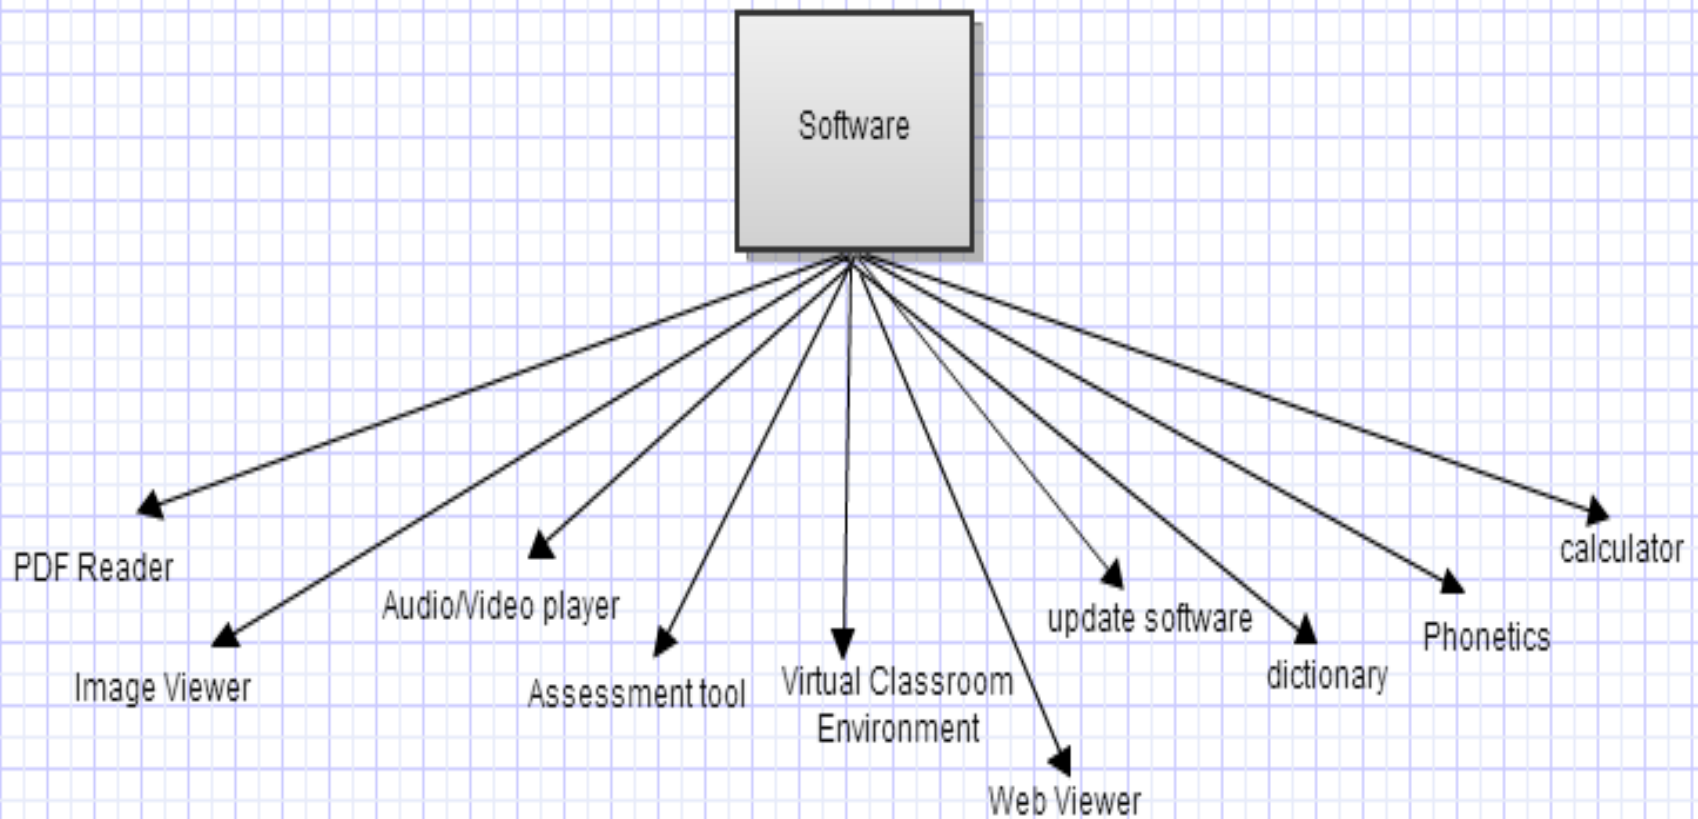 Software
PDF Reader
Image Viewer
Audio/Video player
Assessment tool
Virtual Classroom
Environment
Web Viewer
update software
dictionary
Phonetics
calculator